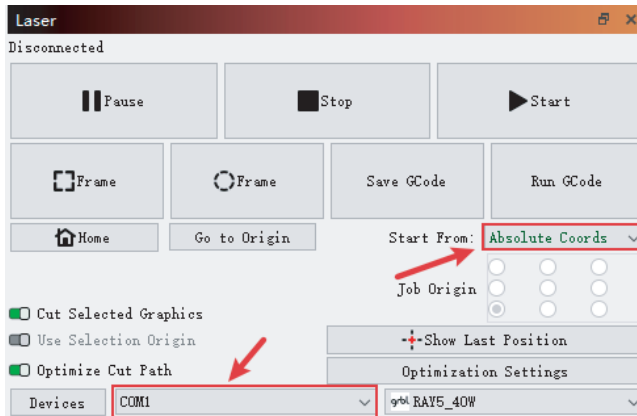 Laser
Disconnected
Pause Stop Start
Frame Frame Save GCode Run GCode
Home Go to Origin Start From: Absolute Coords
Job Origin
Cut Selected Graphics
Use Selection Origin Show Last Position
Optimize Cut Path Optimization Settings
Devices COM1 grbl RAY5_40W